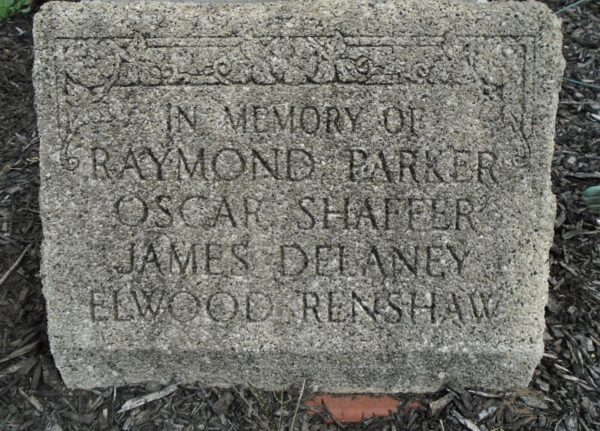 IN MEMORY OF
RAYMOND PARKER
OSCAR SHAFFER
JAMES DELANEY
ELWOOD RENSHAW